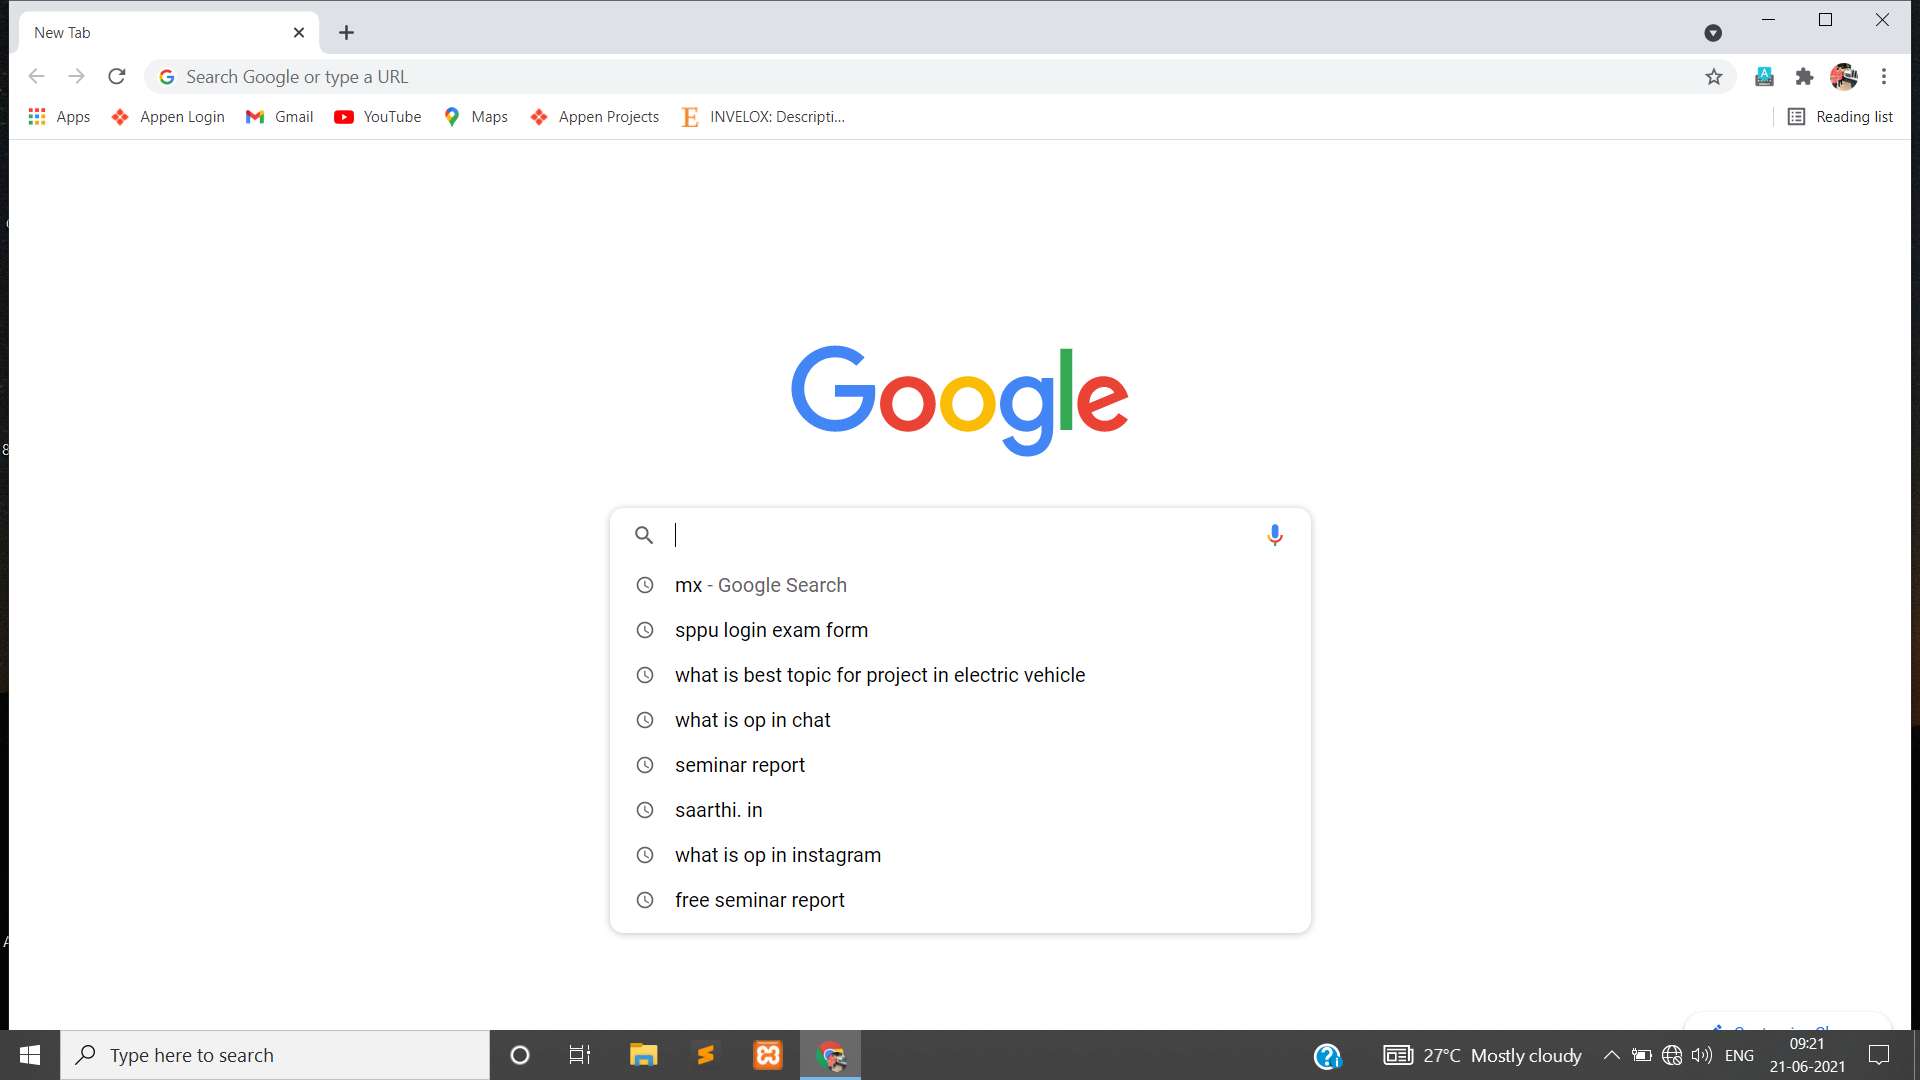 New Tab
Search Google or type a URL
Apps
Appen Login
Gmail
YouTube
Maps
Appen Projects
INVELOX: Descripti...
Reading list
Google
mx - Google Search
sppu login exam form
what is best topic for project in electric vehicle
what is op in chat
seminar report
saarthi. in
what is op in instagram
free seminar report
Type here to search
27°C Mostly cloudy
ENG
09:21
21-06-2021